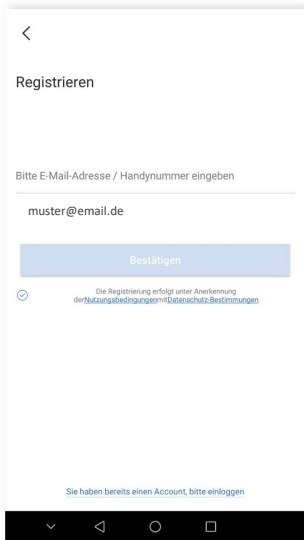 Registrieren
Bitte E-Mail-Adresse / Handynummer eingeben
muster@email.de
Bestätigen
Die Registrierung erfolgt unter Anerkennung
derNutzungsbedingungenmitDatenschutz-Bestimmungen
Sie haben bereits einen Account, bitte einloggen